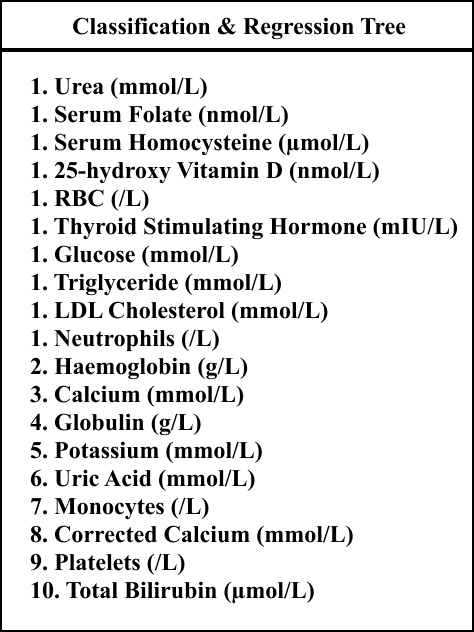 Classification & Regression Tree
1. Urea (mmol/L)
1. Serum Folate (nmol/L)
1. Serum Homocysteine (µmol/L)
1. 25-hydroxy Vitamin D (nmol/L)
1. RBC (/L)
1. Thyroid Stimulating Hormone (mIU/L)
1. Glucose (mmol/L)
1. Triglyceride (mmol/L)
1. LDL Cholesterol (mmol/L)
1. Neutrophils (/L)
2. Haemoglobin (g/L)
3. Calcium (mmol/L)
4. Globulin (g/L)
5. Potassium (mmol/L)
6. Uric Acid (mmol/L)
7. Monocytes (/L)
8. Corrected Calcium (mmol/L)
9. Platelets (/L)
10. Total Bilirubin (µmol/L)